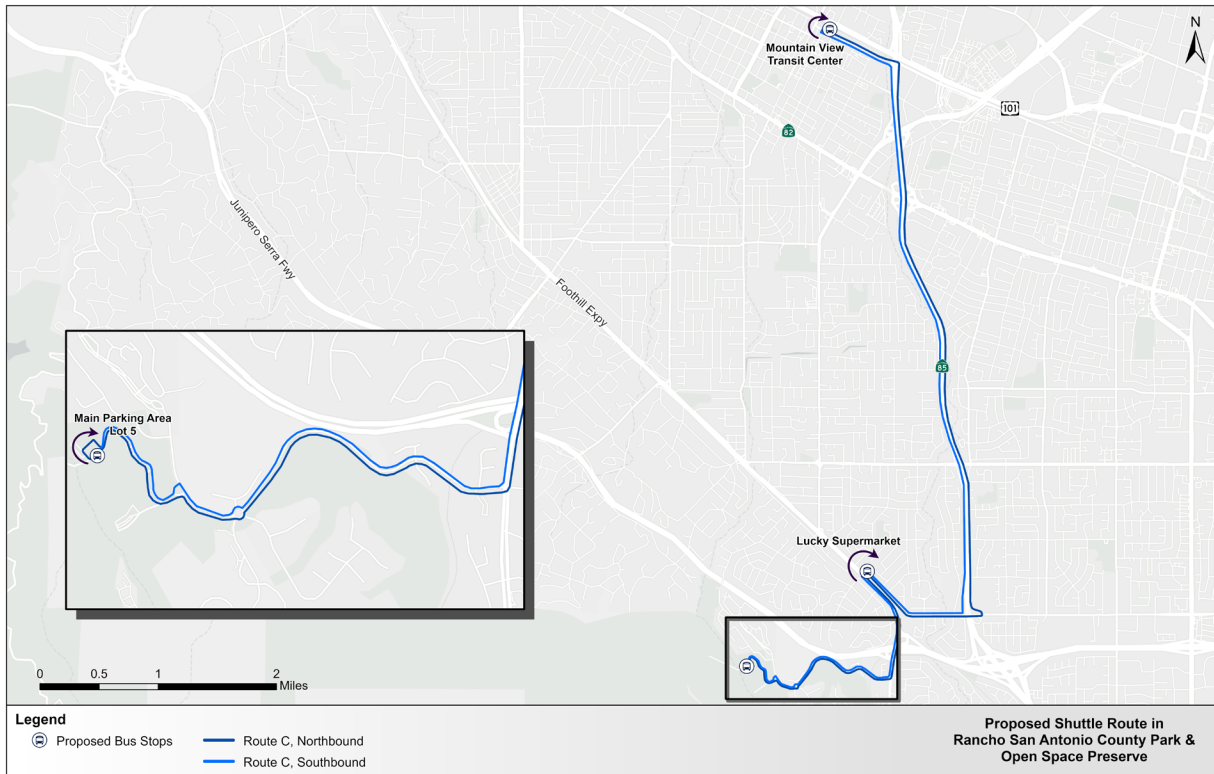 N
Mountain View
Transit Center
101
82
Junipero Serra Fwy
Foothill Expy
85
Main Parking Area
Lot 5
Lucky Supermarket
0 0.5 1 2
Miles
Legend
Proposed Bus Stops
Route C, Northbound
Route C, Southbound
Proposed Shuttle Route in
Rancho San Antonio County Park &
Open Space Preserve